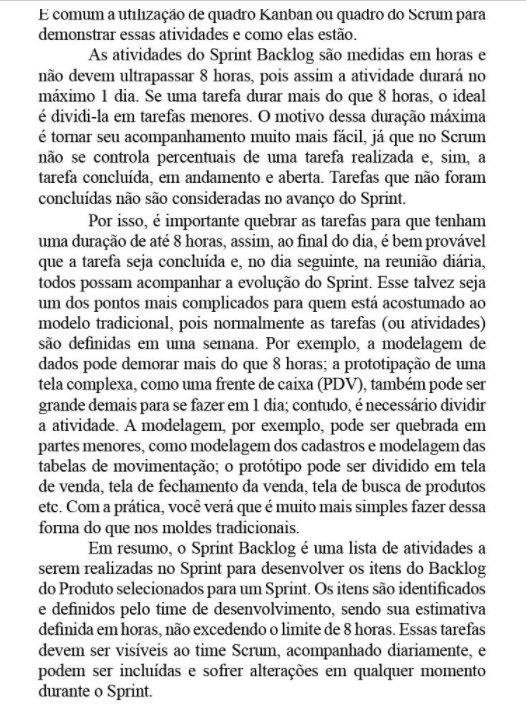 É comum a utilização de quadro Kanban ou quadro do Scrum para
demonstrar essas atividades e como elas estão.
As atividades do Sprint Backlog são medidas em horas e
não devem ultrapassar 8 horas, pois assim a atividade durará no
máximo 1 dia. Se uma tarefa durar mais do que 8 horas, o ideal
é dividi-la em tarefas menores. O motivo dessa duração máxima
é tornar seu acompanhamento muito mais fácil, já que no Scrum
não se controla percentuais de uma tarefa realizada e, sim, a
tarefa concluída, em andamento e aberta. Tarefas que não foram
concluídas não são consideradas no avanço do Sprint.
Por isso, é importante quebrar as tarefas para que tenham
uma duração de até 8 horas, assim, ao final do dia, é bem provável
que a tarefa seja concluída e, no dia seguinte, na reunião diária,
todos possam acompanhar a evolução do Sprint. Esse talvez seja
um dos pontos mais complicados para quem está acostumado ao
modelo tradicional, pois normalmente as tarefas (ou atividades)
são definidas em uma semana. Por exemplo, a modelagem de
dados pode demorar mais do que 8 horas; a prototipação de uma
tela complexa, como uma frente de caixa (PDV), também pode ser
grande demais para se fazer em 1 dia; contudo, é necessário dividir
a atividade. A modelagem, por exemplo, pode ser quebrada em
partes menores, como modelagem dos cadastros e modelagem das
tabelas de movimentação; o protótipo pode ser dividido em tela
de venda, tela de fechamento da venda, tela de busca de produtos
etc. Com a prática, você verá que é muito mais simples fazer dessa
forma do que nos moldes tradicionais.
Em resumo, o Sprint Backlog é uma lista de atividades a
serem realizadas no Sprint para desenvolver os itens do Backlog
do Produto selecionados para um Sprint. Os itens são identificados
e definidos pelo time de desenvolvimento, sendo sua estimativa
definida em horas, não excedendo o limite de 8 horas. Essas tarefas
devem ser visíveis ao time Scrum, acompanhado diariamente, e
podem ser incluídas e sofrer alterações em qualquer momento
durante o Sprint.